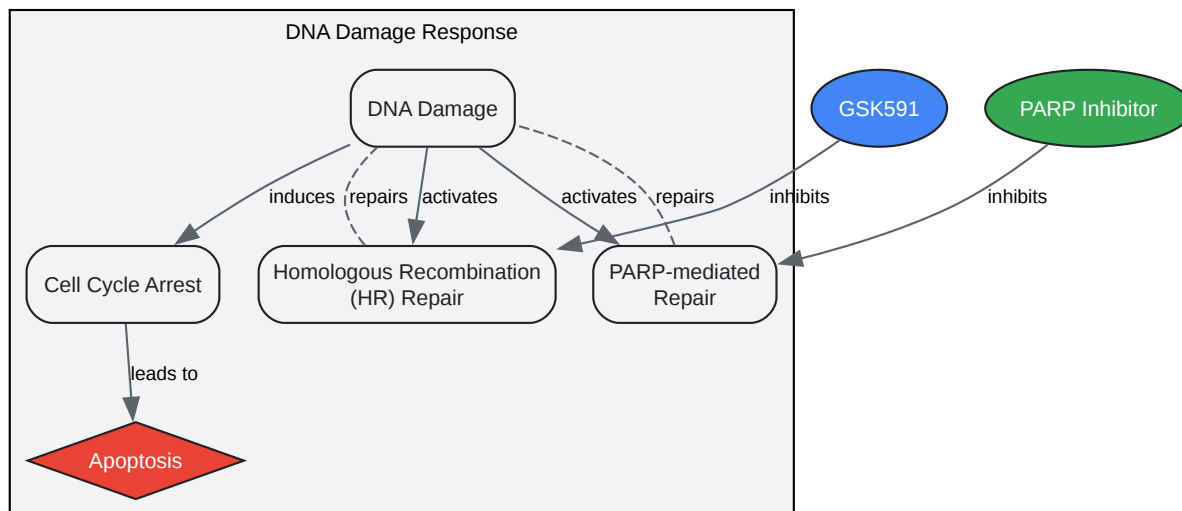 DNA Damage Response
DNA Damage
GSK591
PARP Inhibitor
induces
repairs
activates
activates
repairs
inhibits
inhibits
Cell Cycle Arrest
Homologous Recombination
(HR) Repair
PARP-mediated
Repair
leads to
Apoptosis